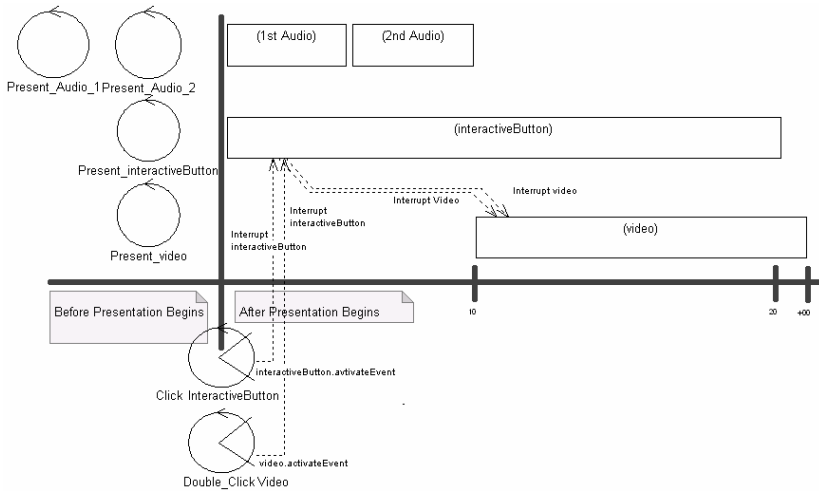 (1st Audio)
(2nd Audio)
Present_Audio_1
Present_Audio_2
(interactiveButton)
Present_interactiveButton
Interrupt video
Interrupt Video
Interrupt
interactiveButton
Interrupt
interactiveButton
(video)
Present_video
Before Presentation Begins
After Presentation Begins
10
20
+00
interactiveButton.avtivateEvent
Click InteractiveButton
video.activateEvent
Double_Click Video